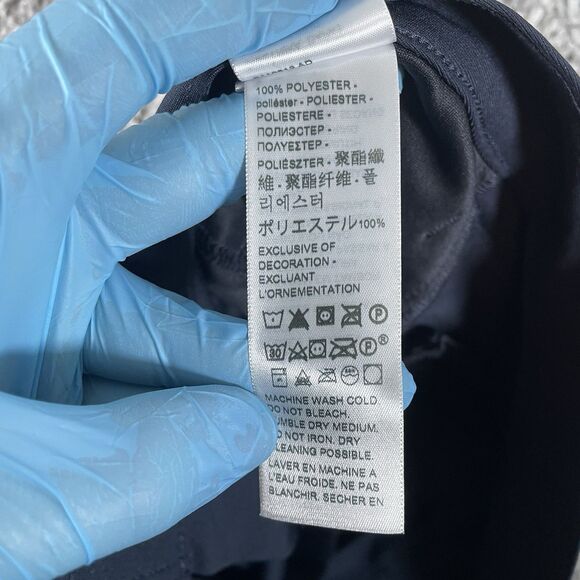 100% POLYESTER -
poliéster - POLIESTER -
POLIESTERE -
ПОЛИЭСТЕР -
ΠΟΛΥΕΣΤΕΡ -
POLIÉSZTER - 聚酯纖
維 - 聚酯纤维 - 폴
리에스터
ポリエステル100%
EXCLUSIVE OF
DECORATION -
EXCLUANT
L'ORNEMENTATION
P
30 P®
MACHINE WASH COLD
DO NOT BLEACH.
TUMBLE DRY MEDIUM.
DO NOT IRON. DRY
CLEANING POSSIBLE.
LAVER EN MACHINE A
L'EAU FROIDE. NE PAS
BLANCHIR. SECHER EN